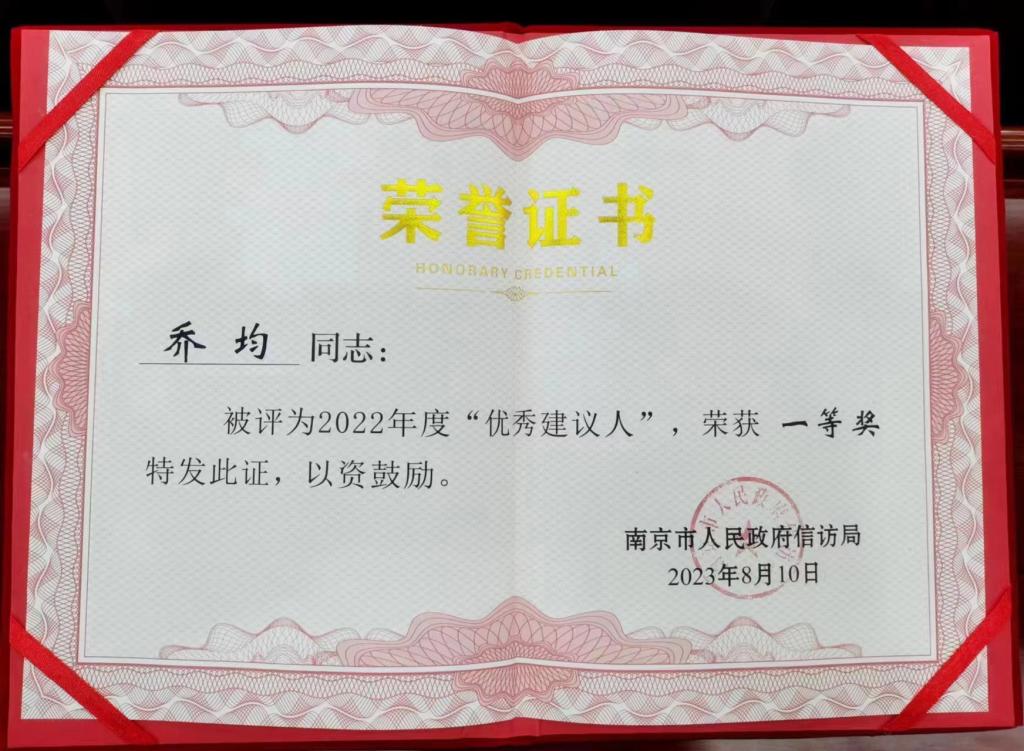 荣誉证书
HONORARY CREDENTIAL
乔均 同志：
被评为2022年度“优秀建议人”，荣获 一等奖
特发此证，以资鼓励。
南京市人民政府信访局
2023年8月10日